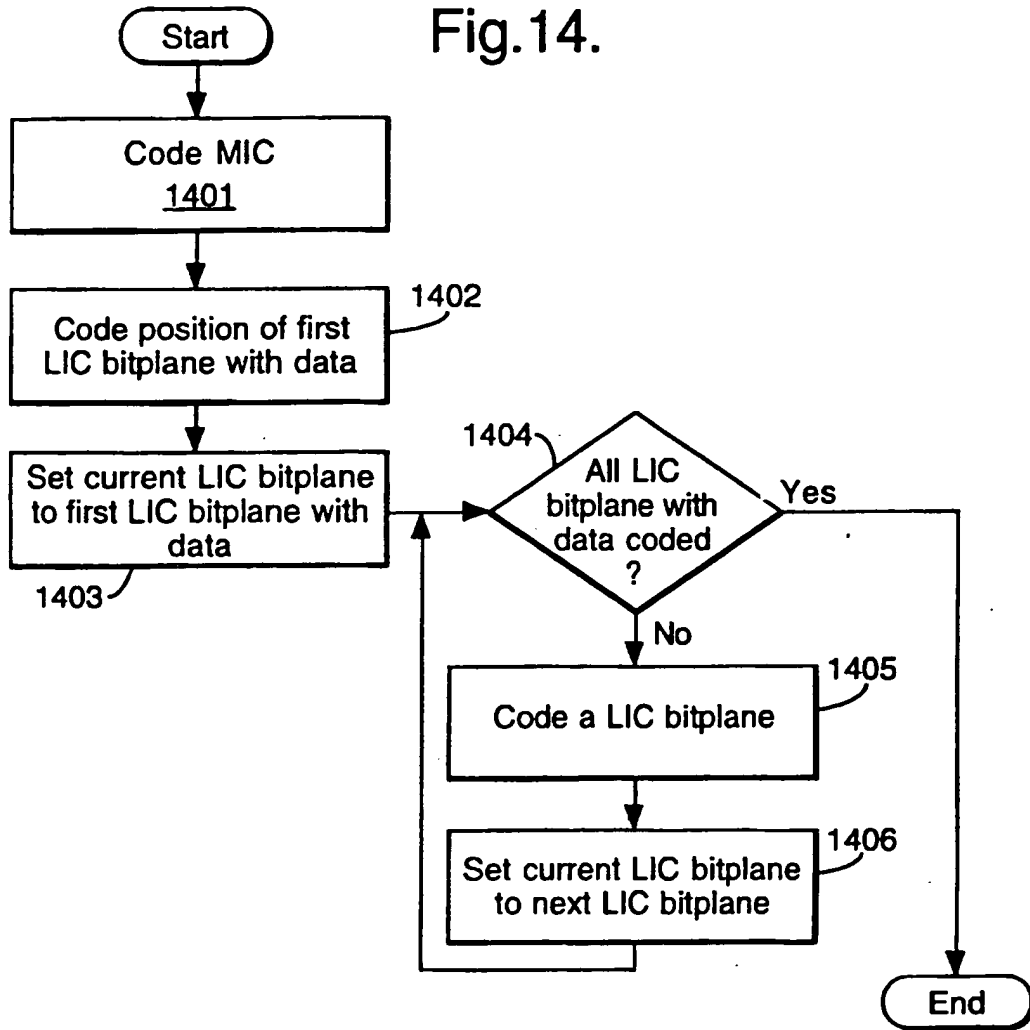 Fig.14.
Start
Code MIC
1401
1402
Code position of first
LIC bitplane with data
Set current LIC bitplane
to first LIC bitplane with
data
1403
1404
All LIC
bitplane with
data coded
?
Yes
No
1405
Code a LIC bitplane
1406
Set current LIC bitplane
to next LIC bitplane
End